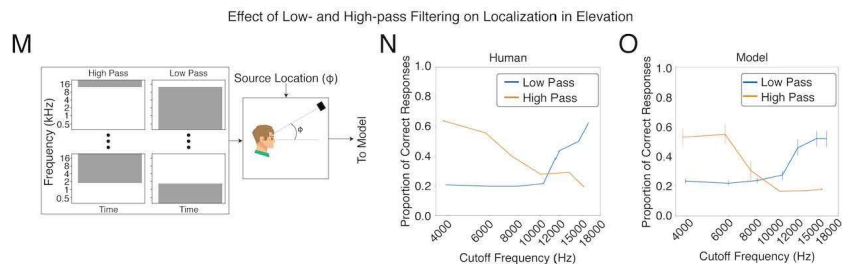 Effect of Low- and High-pass Filtering on Localization in Elevation
M
High Pass
Low Pass
Frequency (kHz)
16
8
4
2
1
0.5
16
8
4
2
1
0.5
Time
Time
Source Location (ϕ)
ϕ
To Model
N
Human
Proportion of Correct Responses
1.0
0.8
0.6
0.4
0.2
0.0
Low Pass
High Pass
4000
6000
8000
10000
12000
15000
18000
Cutoff Frequency (Hz)
O
Model
Proportion of Correct Responses
1.0
0.8
0.6
0.4
0.2
0.0
Low Pass
High Pass
4000
6000
8000
10000
12000
15000
18000
Cutoff Frequency (Hz)